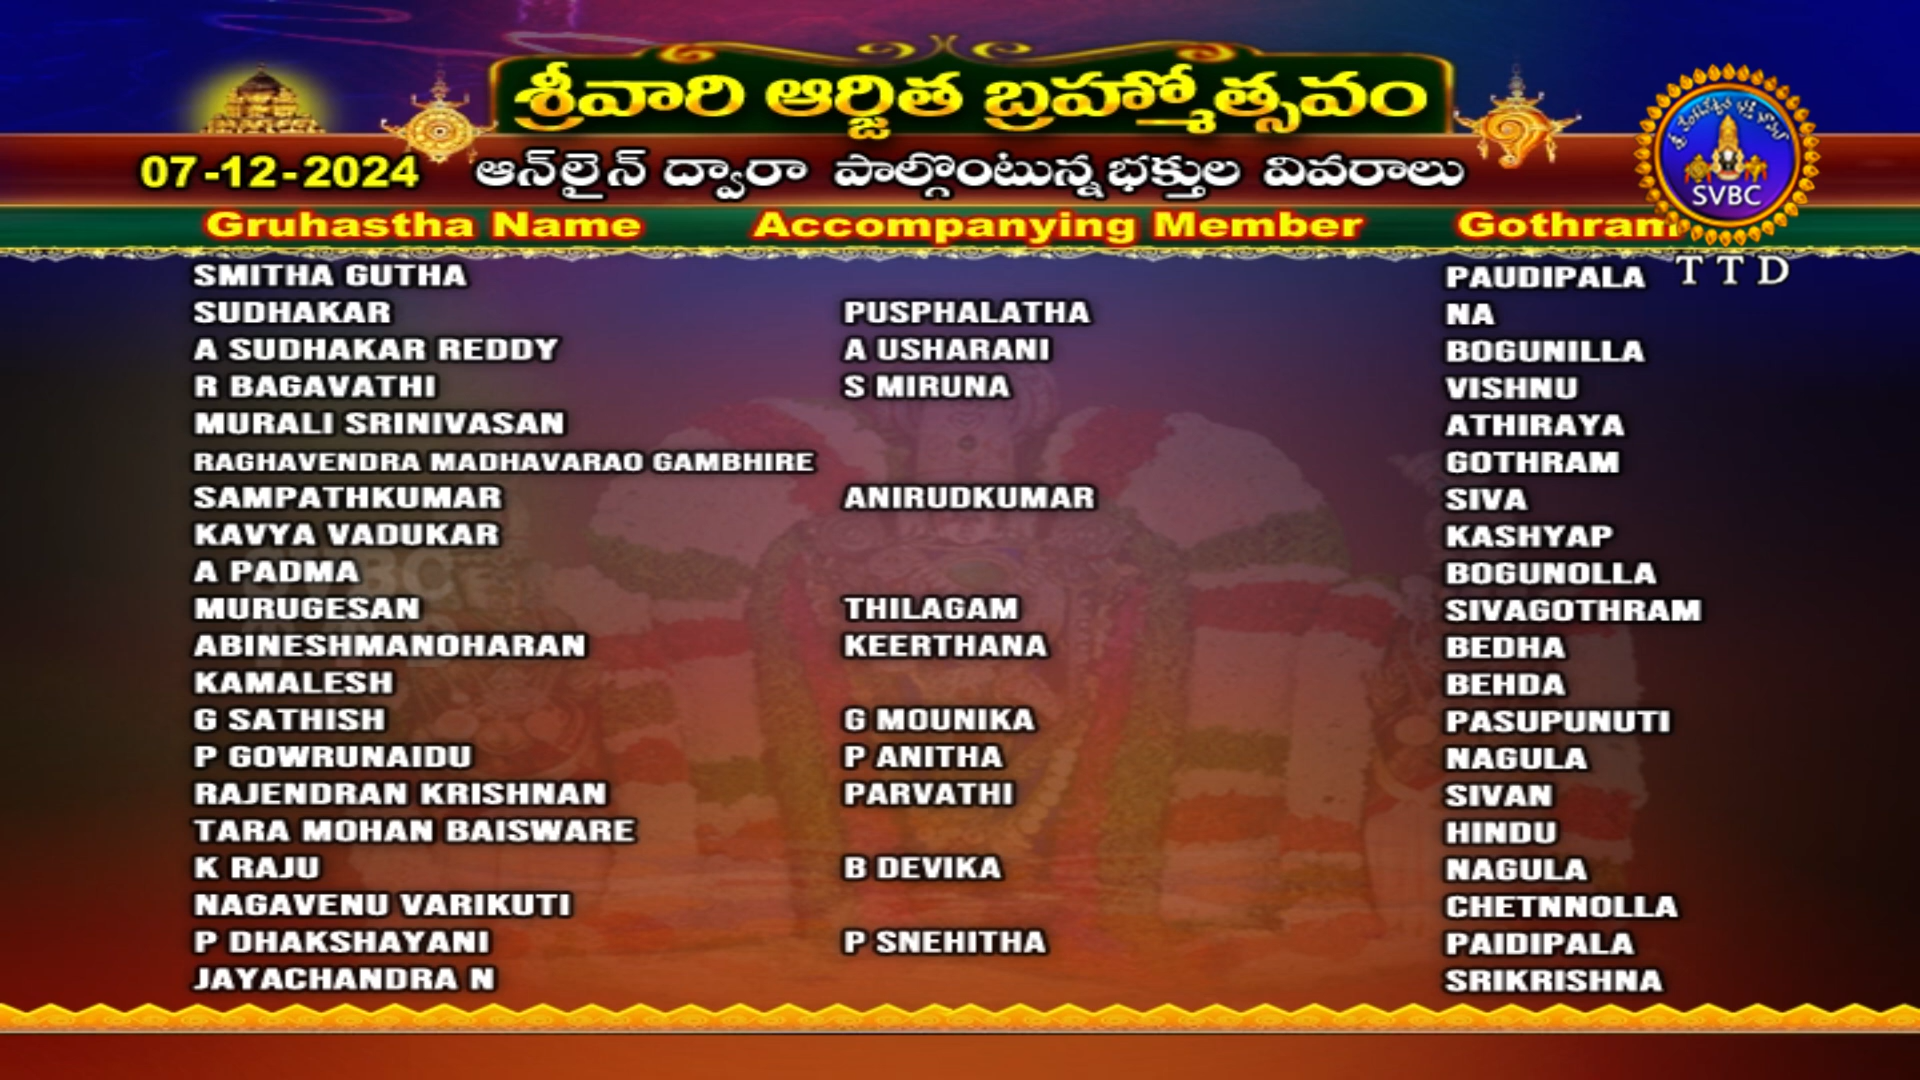 శ్రీవారి ఆర్జిత బ్రహ్మోత్సవం
07-12-2024 ఆన్‌లైన్ ద్వారా పాల్గొంటున్న భక్తుల వివరాలు
SVBC
TTD
Gruhastha Name Accompanying Member Gothram
SMITHA GUTHA PAUDIPALA
SUDHAKAR PUSPHALATHA NA
A SUDHAKAR REDDY A USHARANI BOGUNILLA
R BAGAVATHI S MIRUNA VISHNU
MURALI SRINIVASAN ATHIRAYA
RAGHAVENDRA MADHAVARAO GAMBHIRE GOTHRAM
SAMPATHKUMAR ANIRUDKUMAR SIVA
KAVYA VADUKAR KASHYAP
A PADMA BOGUNOLLA
MURUGESAN THILAGAM SIVAGOTHRAM
ABINESHMANOHARAN KEERTHANA BEDHA
KAMALESH BEHDA
G SATHISH G MOUNIKA PASUPUNUTI
P GOWRUNAIDU P ANITHA NAGULA
RAJENDRAN KRISHNAN PARVATHI SIVAN
TARA MOHAN BAISWARE HINDU
K RAJU B DEVIKA NAGULA
NAGAVENU VARIKUTI CHETNNOLLA
P DHAKSHAYANI P SNEHITHA PAIDIPALA
JAYACHANDRA N SRIKRISHNA